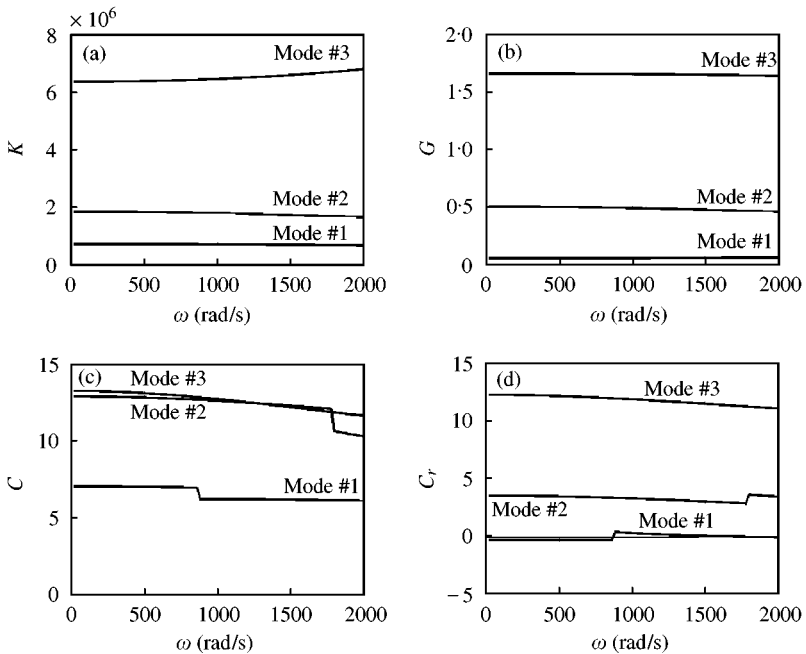 × 10⁶
8
(a)
Mode #3
6
K
4
Mode #2
2
Mode #1
0
0 500 1000 1500 2000
ω (rad/s)
2·0
(b)
Mode #3
1·5
G
1·0
Mode #2
0·5
Mode #1
0
0 500 1000 1500 2000
ω (rad/s)
15
(c)
Mode #3
Mode #2
10
C
Mode #1
5
0
0 500 1000 1500 2000
ω (rad/s)
15
(d)
Mode #3
10
Cᵣ
5
Mode #2
Mode #1
0
−5
0 500 1000 1500 2000
ω (rad/s)